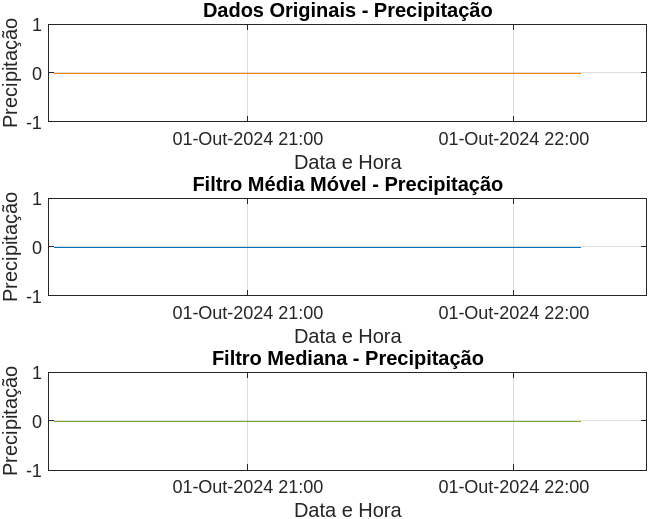 Dados Originais - Precipitação
Precipitação
1
0
-1
01-Out-2024 21:00 01-Out-2024 22:00
Data e Hora
Filtro Média Móvel - Precipitação
Precipitação
1
0
-1
01-Out-2024 21:00 01-Out-2024 22:00
Data e Hora
Filtro Mediana - Precipitação
Precipitação
1
0
-1
01-Out-2024 21:00 01-Out-2024 22:00
Data e Hora